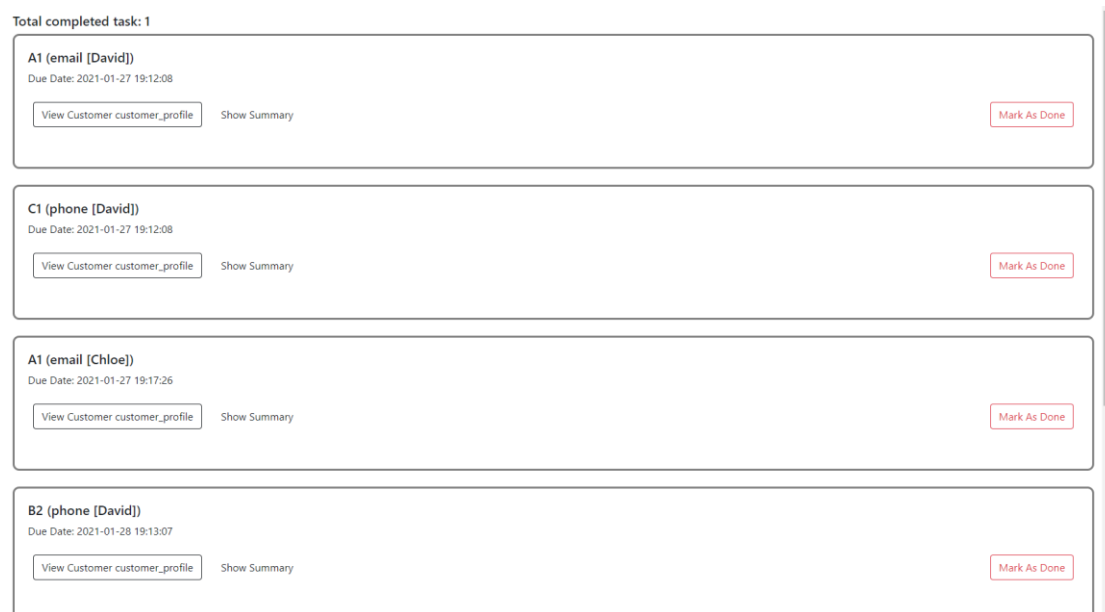 Total completed task: 1
A1 (email [David])
Due Date: 2021-01-27 19:12:08
View Customer customer_profile Show Summary Mark As Done
C1 (phone [David])
Due Date: 2021-01-27 19:12:08
View Customer customer_profile Show Summary Mark As Done
A1 (email [Chloe])
Due Date: 2021-01-27 19:17:26
View Customer customer_profile Show Summary Mark As Done
B2 (phone [David])
Due Date: 2021-01-28 19:13:07
View Customer customer_profile Show Summary Mark As Done